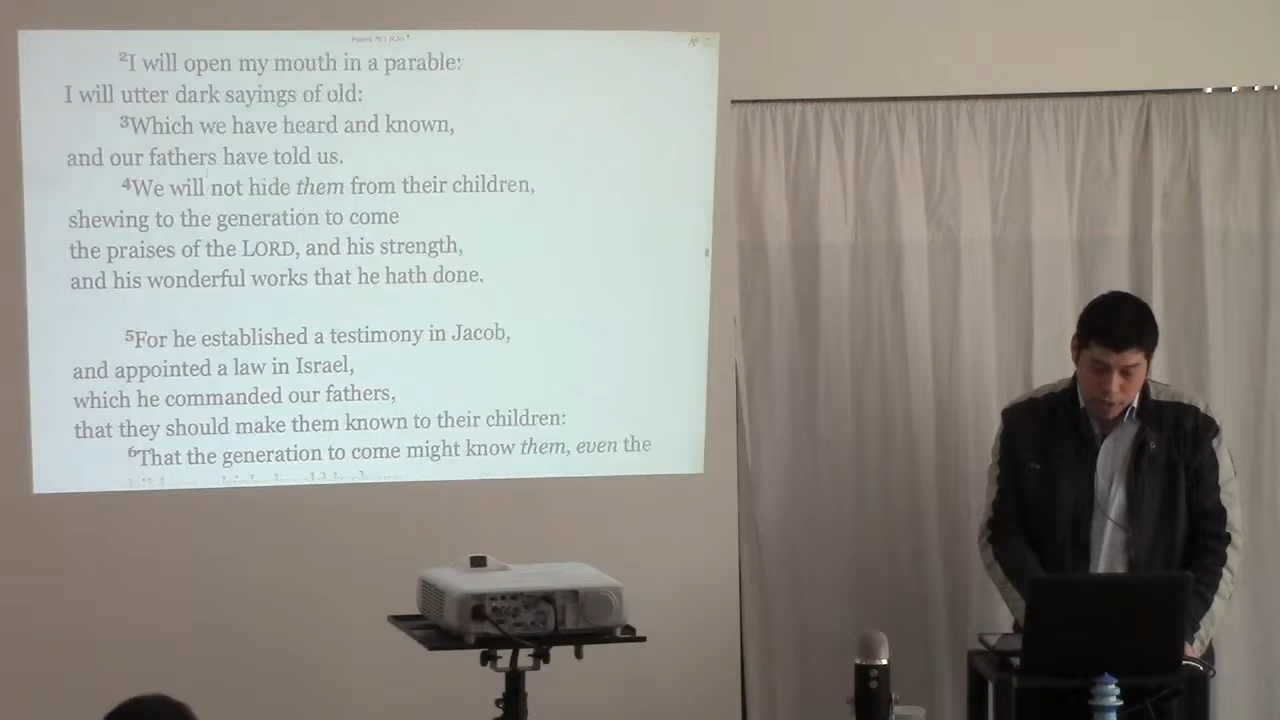 ²I will open my mouth in a parable:
I will utter dark sayings of old:
³Which we have heard and known,
and our fathers have told us.
⁴We will not hide them from their children,
shewing to the generation to come
the praises of the LORD, and his strength,
and his wonderful works that he hath done.
⁵For he established a testimony in Jacob,
and appointed a law in Israel,
which he commanded our fathers,
that they should make them known to their children:
⁶That the generation to come might know them, even the